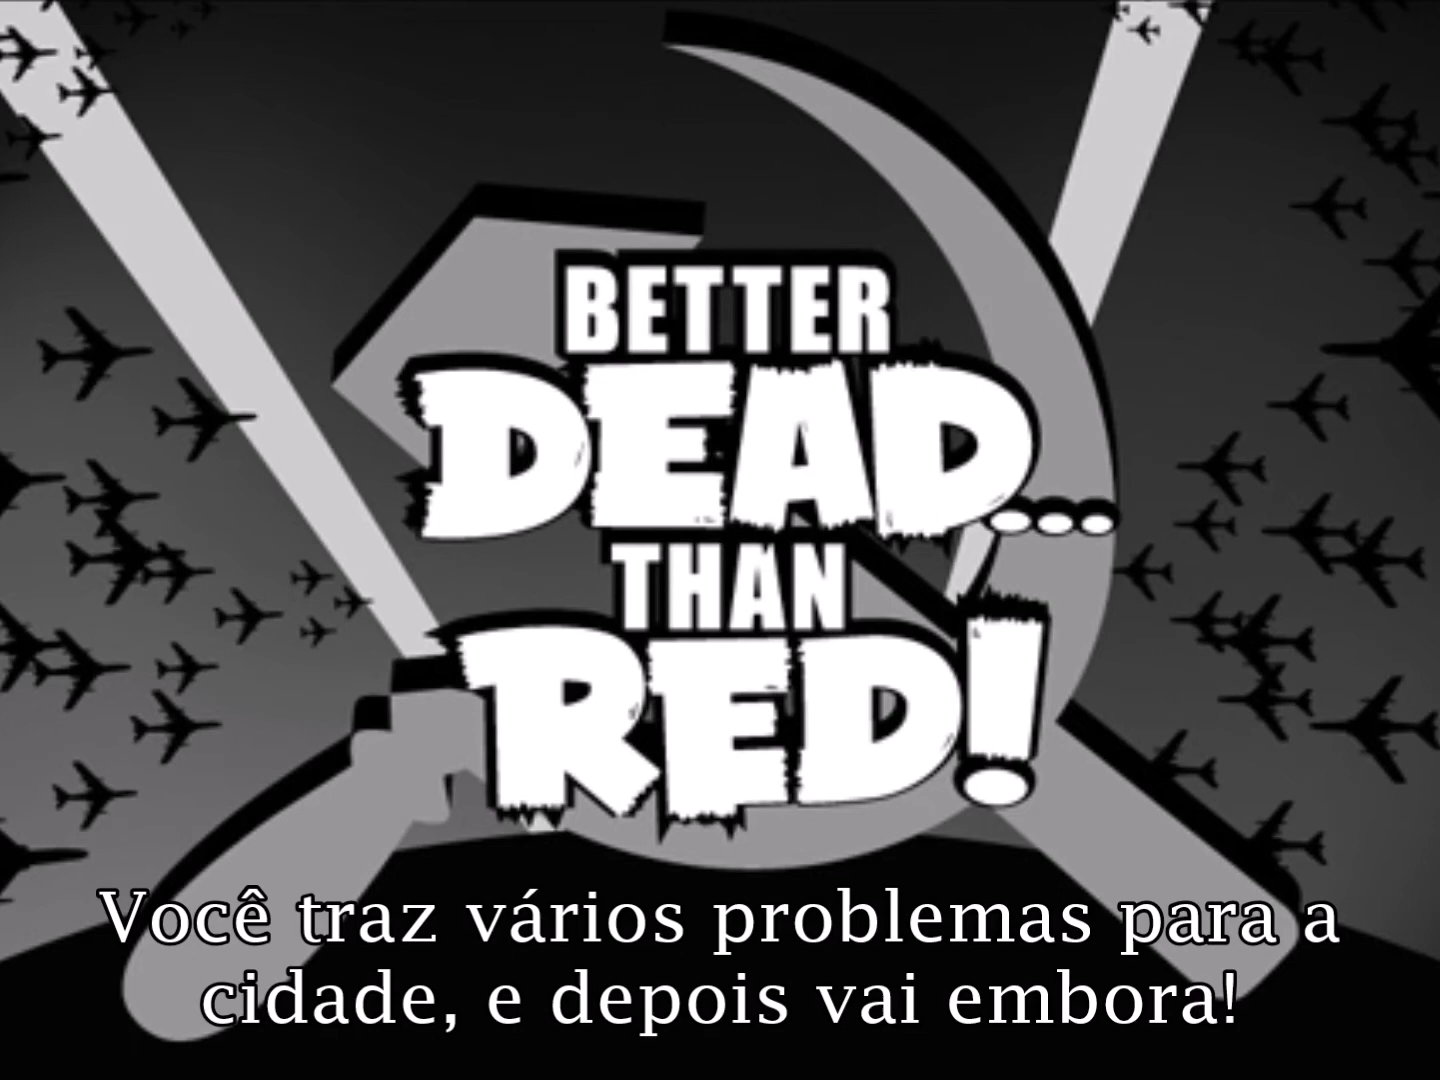 BETTER
DEAD...
THAN
RED!
Você traz vários problemas para a
cidade, e depois vai embora!